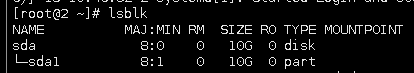 [root@2 ~]# lsblk
NAME MAJ:MIN RM SIZE RO TYPE MOUNTPOINT
sda 8:0 0 10G 0 disk
└─sda1 8:1 0 10G 0 part